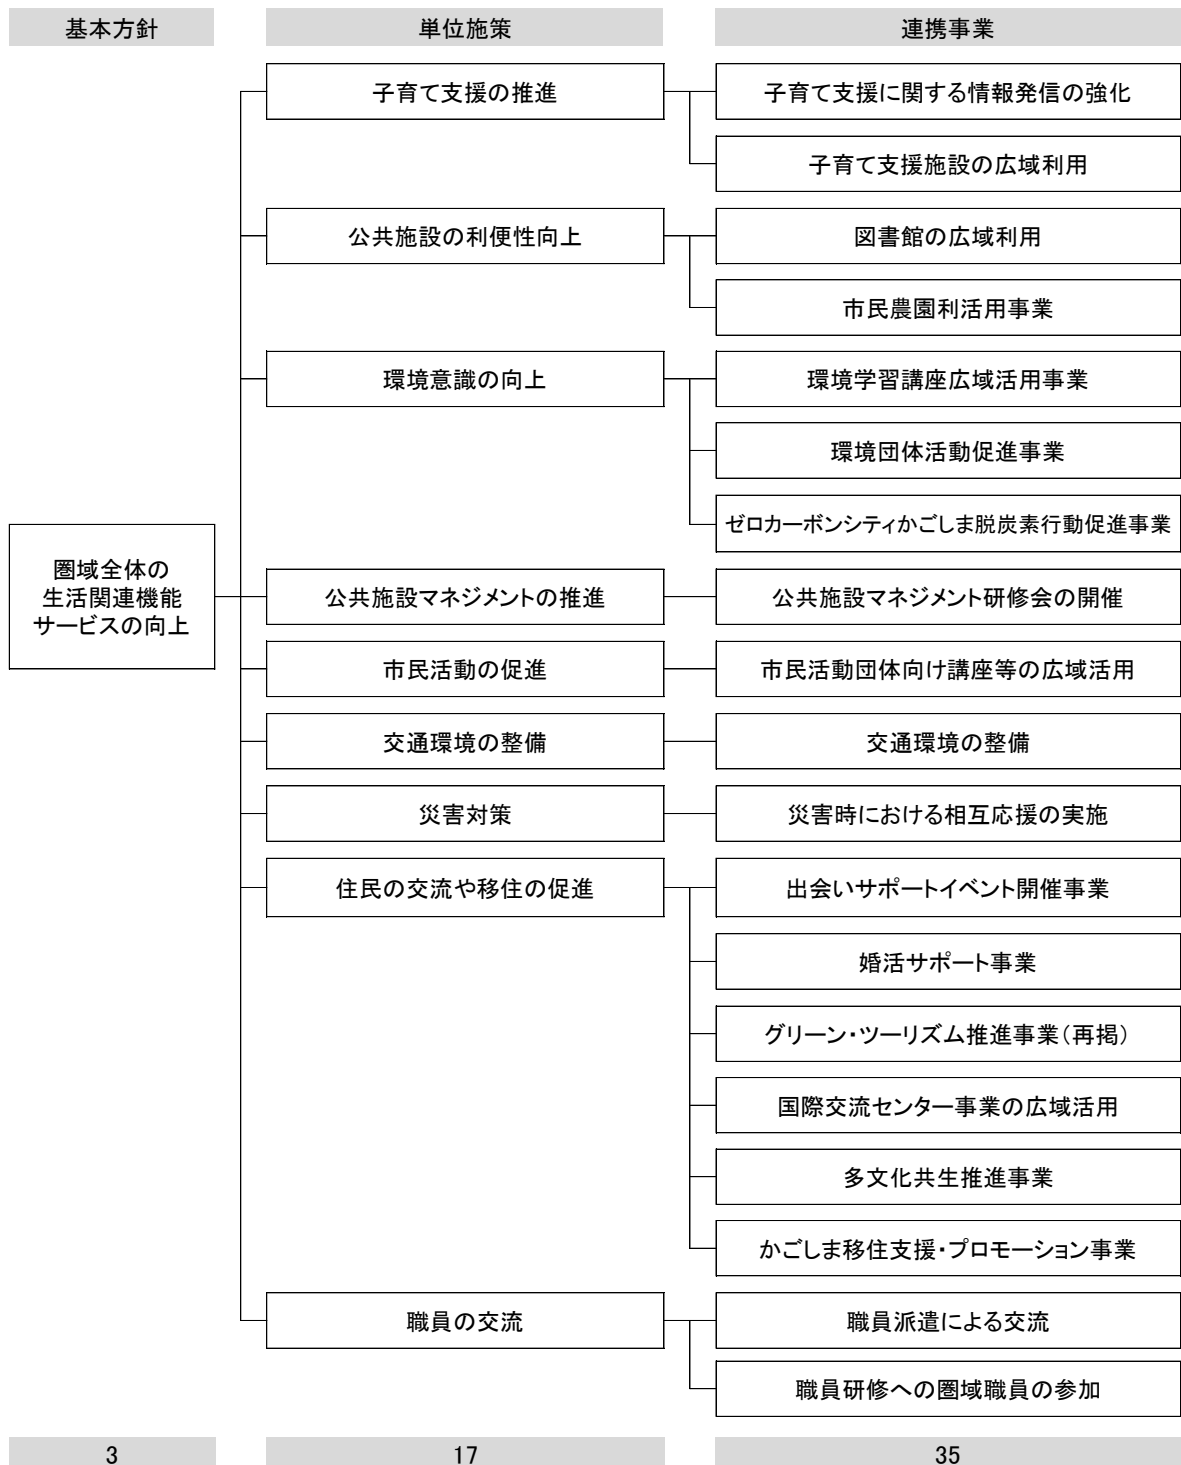 基本方針
単位施策
連携事業
子育て支援の推進
子育て支援に関する情報発信の強化
子育て支援施設の広域利用
公共施設の利便性向上
図書館の広域利用
市民農園利活用事業
環境意識の向上
環境学習講座広域活用事業
環境団体活動促進事業
ゼロカーボンシティかごしま脱炭素行動促進事業
圏域全体の
生活関連機能
サービスの向上
公共施設マネジメントの推進
公共施設マネジメント研修会の開催
市民活動の促進
市民活動団体向け講座等の広域活用
交通環境の整備
交通環境の整備
災害対策
災害時における相互応援の実施
住民の交流や移住の促進
出会いサポートイベント開催事業
婚活サポート事業
グリーン・ツーリズム推進事業(再掲)
国際交流センター事業の広域活用
多文化共生推進事業
かごしま移住支援・プロモーション事業
職員の交流
職員派遣による交流
職員研修への圏域職員の参加
3
17
35